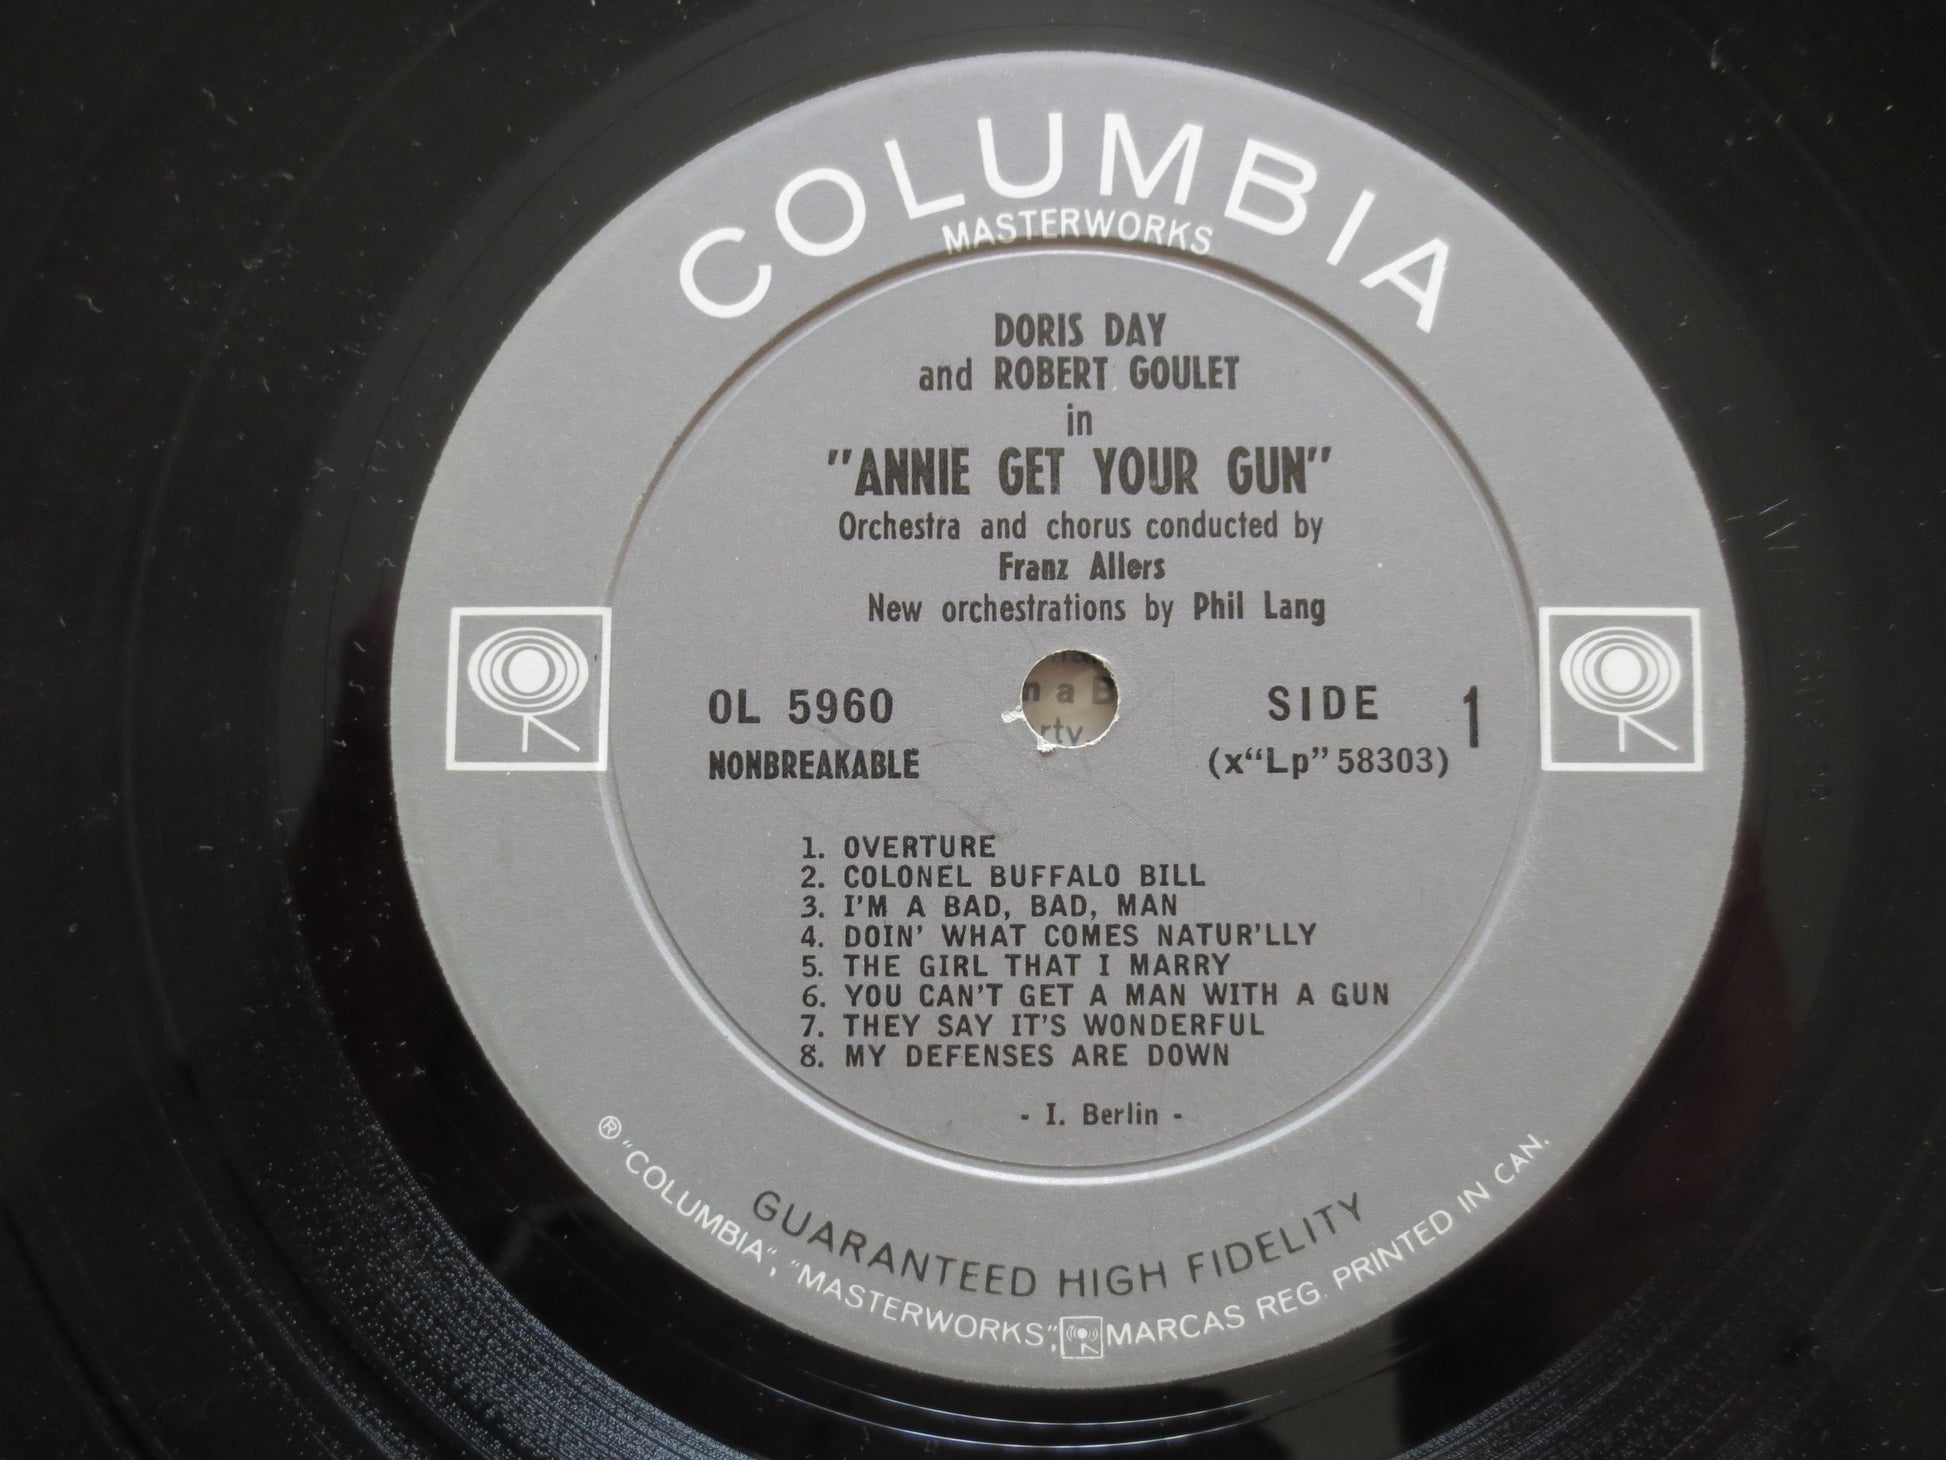 COLUMBIA
MASTERWORKS
DORIS DAY
and ROBERT GOULET
in
"ANNIE GET YOUR GUN"
Orchestra and chorus conducted by
Franz Allers
New orchestrations by Phil Lang
OL 5960
NONBREAKABLE
SIDE 1
(x"Lp" 58303)
n a B
rty
1. OVERTURE
2. COLONEL BUFFALO BILL
3. I'M A BAD, BAD, MAN
4. DOIN' WHAT COMES NATUR'LLY
5. THE GIRL THAT I MARRY
6. YOU CAN'T GET A MAN WITH A GUN
7. THEY SAY IT'S WONDERFUL
8. MY DEFENSES ARE DOWN
- I. Berlin -
GUARANTEED HIGH FIDELITY
® "COLUMBIA", "MASTERWORKS", MARCAS REG. PRINTED IN CAN.